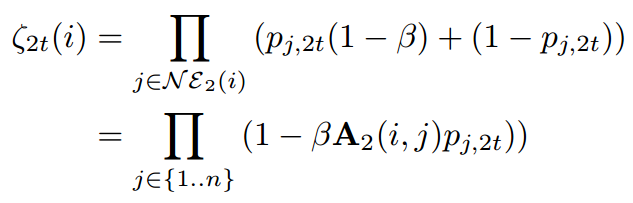 ζ_{2t}(i) = ∏_{j∈𝒩ℰ_2(i)} (p_{j,2t}(1 − β) + (1 − p_{j,2t}))
= ∏_{j∈{1..n}} (1 − β𝐀_2(i, j)p_{j,2t}))